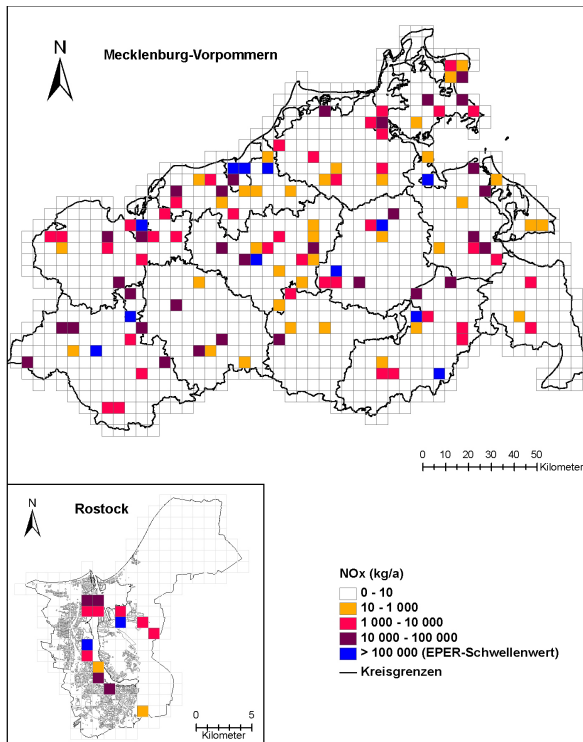 N
Mecklenburg-Vorpommern
0 10 20 30 40 50
Kilometer
N
Rostock
0 5
Kilometer
NOx (kg/a)
0 - 10
10 - 1 000
1 000 - 10 000
10 000 - 100 000
> 100 000 (EPER-Schwellenwert)
Kreisgrenzen